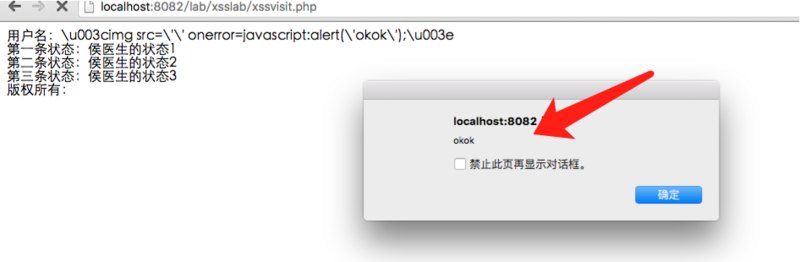 localhost:8082/lab/xsslab/xssvisit.php
用户名：\u003cimg src=\'\' onerror=javascript:alert(\'okok\');\u003e
第一条状态：侯医生的状态1
第二条状态：侯医生的状态2
第三条状态：侯医生的状态3
版权所有：
localhost:8082
okok
禁止此页再显示对话框。
确定